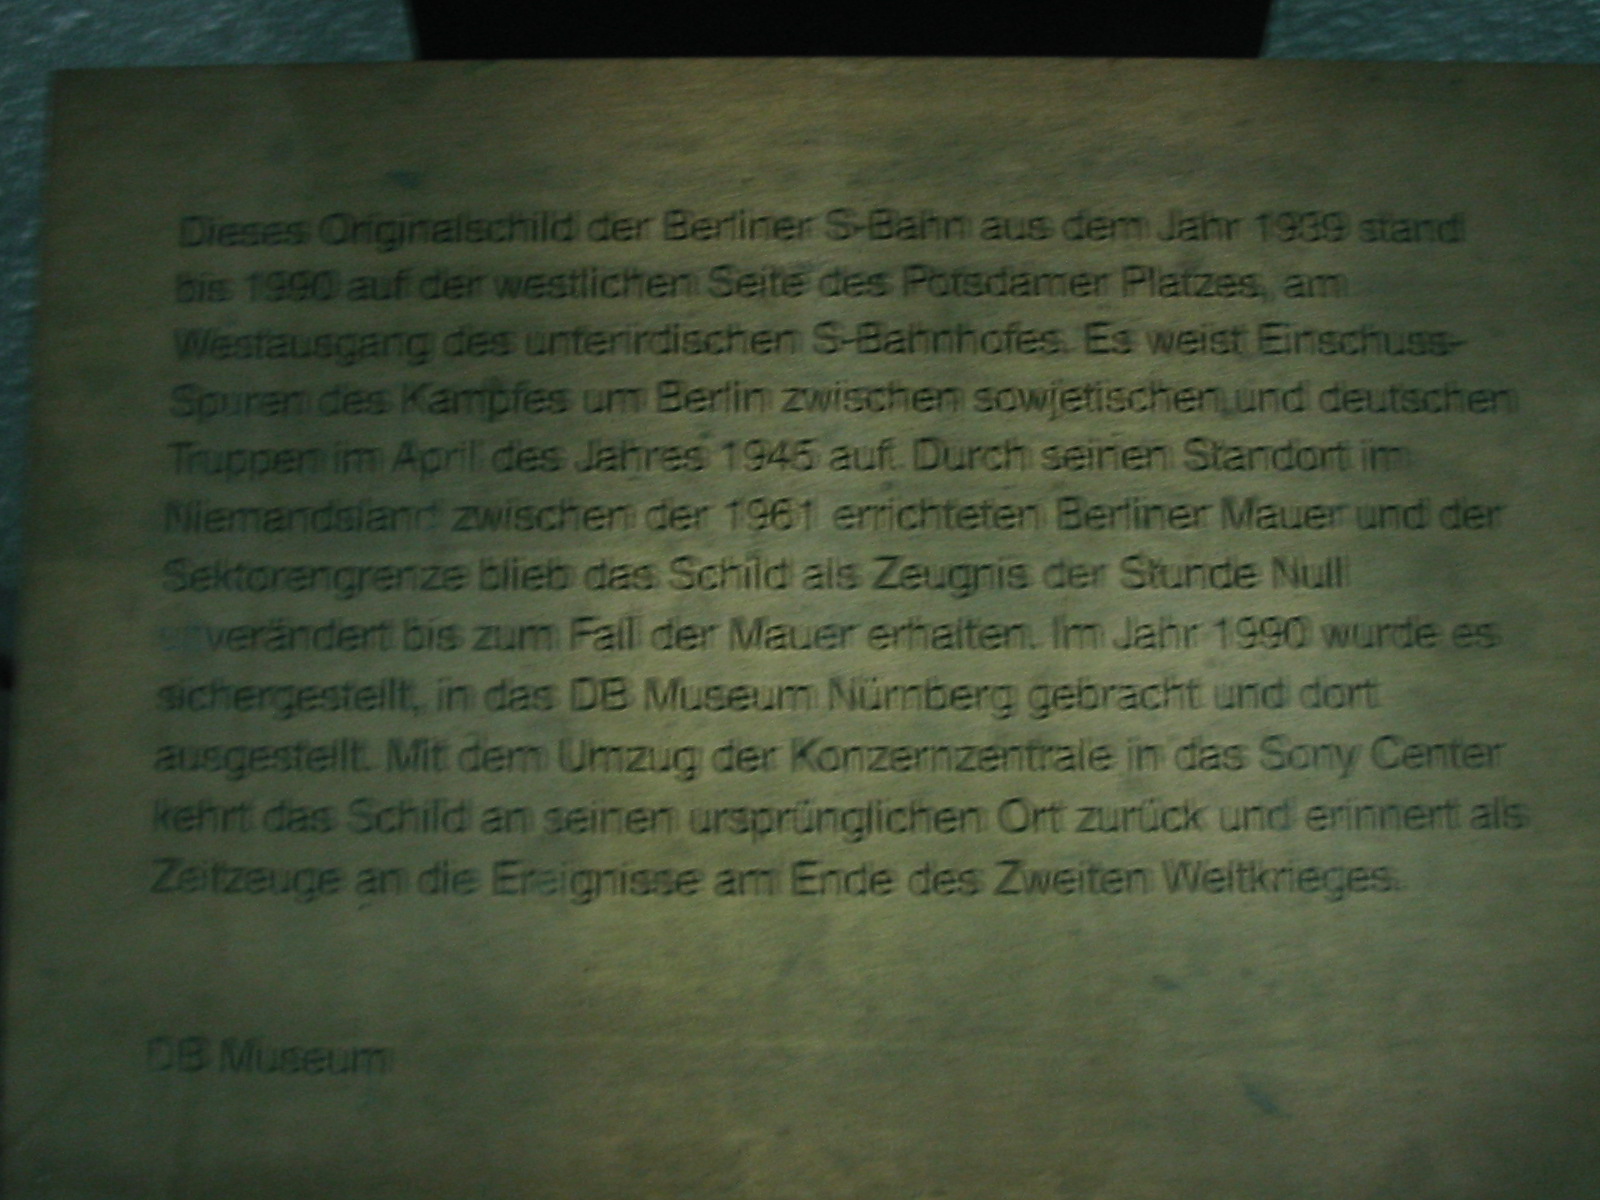 Dieses Originalschild der Berliner S-Bahn aus dem Jahr 1939 stand
bis 1990 auf der westlichen Seite des Potsdamer Platzes, am
Westausgang des unterirdischen S-Bahnhofes. Es weist Einschuss-
Spuren des Kampfes um Berlin zwischen sowjetischen und deutschen
Truppen im April des Jahres 1945 auf. Durch seinen Standort im
Niemandsland zwischen der 1961 errichteten Berliner Mauer und der
Sektorengrenze blieb das Schild als Zeugnis der Stunde Null
unverändert bis zum Fall der Mauer erhalten. Im Jahr 1990 wurde es
sichergestellt, in das DB Museum Nürnberg gebracht und dort
ausgestellt. Mit dem Umzug der Konzernzentrale in das Sony Center
kehrt das Schild an seinen ursprünglichen Ort zurück und erinnert als
Zeitzeuge an die Ereignisse am Ende des Zweiten Weltkrieges.
DB Museum